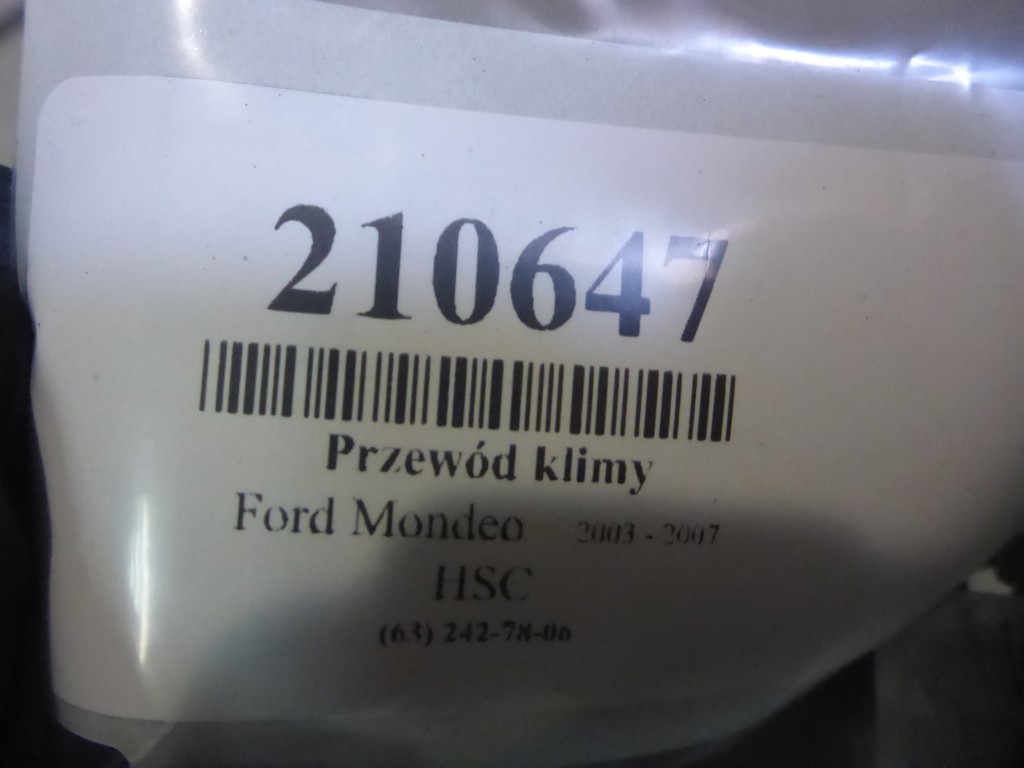 210647
Przewód klimy
Ford Mondeo 2003 - 2007
HSC
(63) 242-78-06